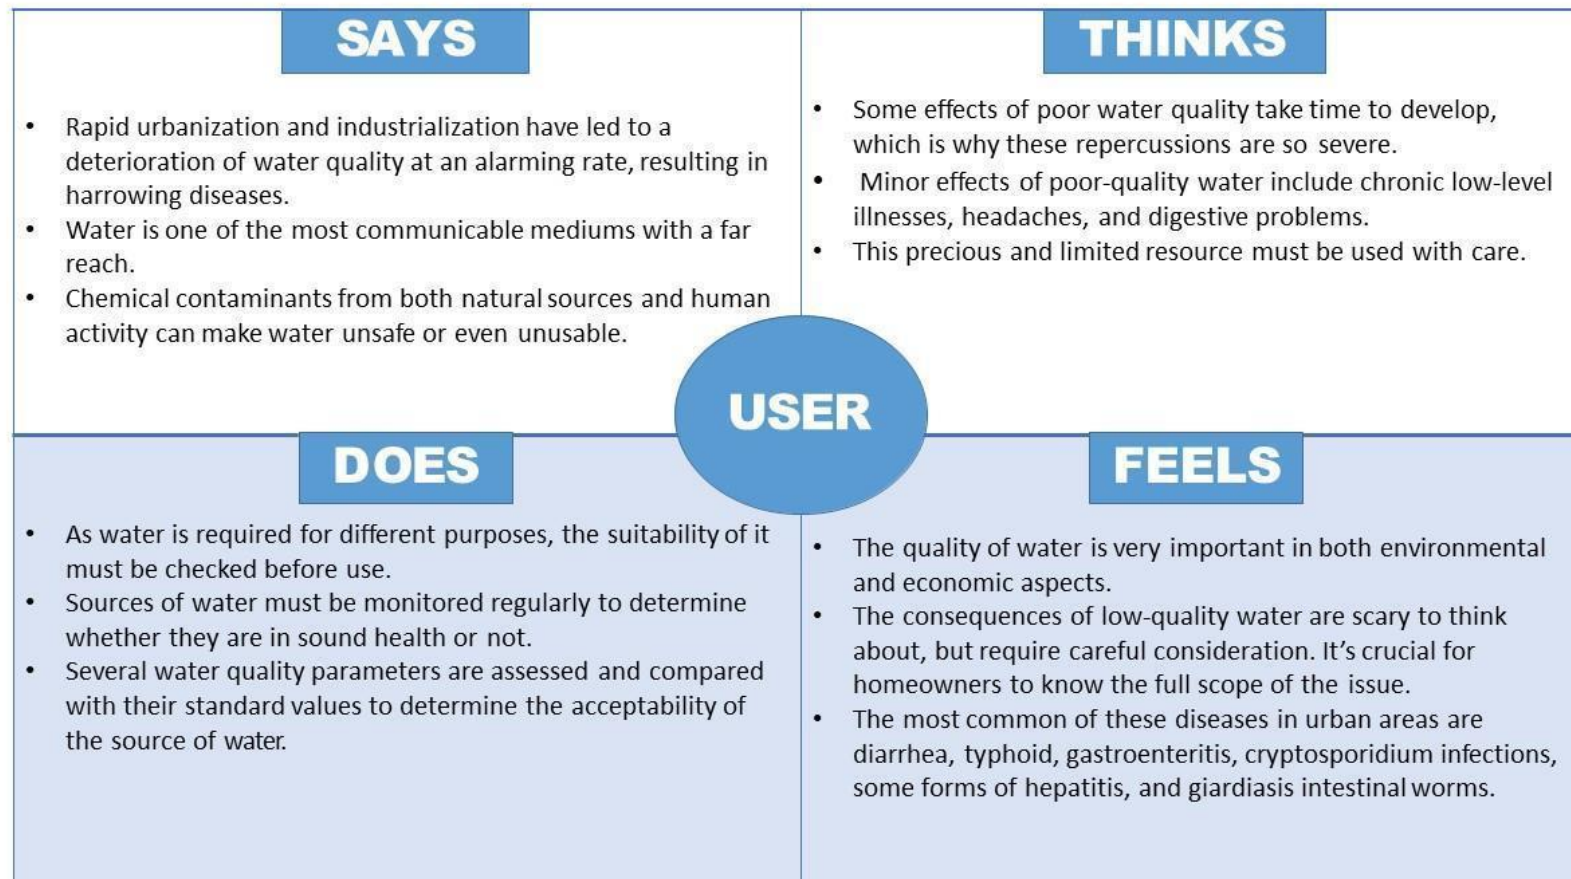 SAYS
• Rapid urbanization and industrialization have led to a
deterioration of water quality at an alarming rate, resulting in
harrowing diseases.
• Water is one of the most communicable mediums with a far
reach.
• Chemical contaminants from both natural sources and human
activity can make water unsafe or even unusable.
THINKS
• Some effects of poor water quality take time to develop,
which is why these repercussions are so severe.
• Minor effects of poor-quality water include chronic low-level
illnesses, headaches, and digestive problems.
• This precious and limited resource must be used with care.
USER
DOES
• As water is required for different purposes, the suitability of it
must be checked before use.
• Sources of water must be monitored regularly to determine
whether they are in sound health or not.
• Several water quality parameters are assessed and compared
with their standard values to determine the acceptability of
the source of water.
FEELS
• The quality of water is very important in both environmental
and economic aspects.
• The consequences of low-quality water are scary to think
about, but require careful consideration. It’s crucial for
homeowners to know the full scope of the issue.
• The most common of these diseases in urban areas are
diarrhea, typhoid, gastroenteritis, cryptosporidium infections,
some forms of hepatitis, and giardiasis intestinal worms.